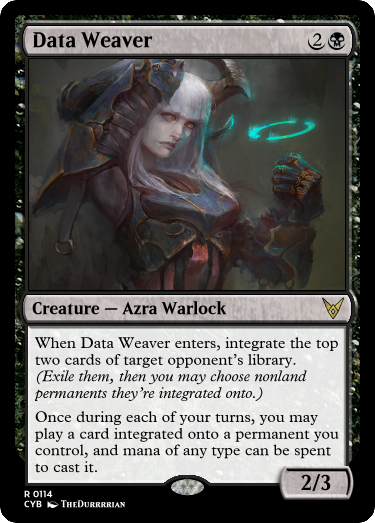 Data Weaver 2
Creature — Azra Warlock
When Data Weaver enters, integrate the top
two cards of target opponent's library.
(Exile them, then you may choose nonland
permanents they're integrated onto.)
Once during each of your turns, you may
play a card integrated onto a permanent you
control, and mana of any type can be spent
to cast it.
2/3
R 0114
CYB TheDurrrrian